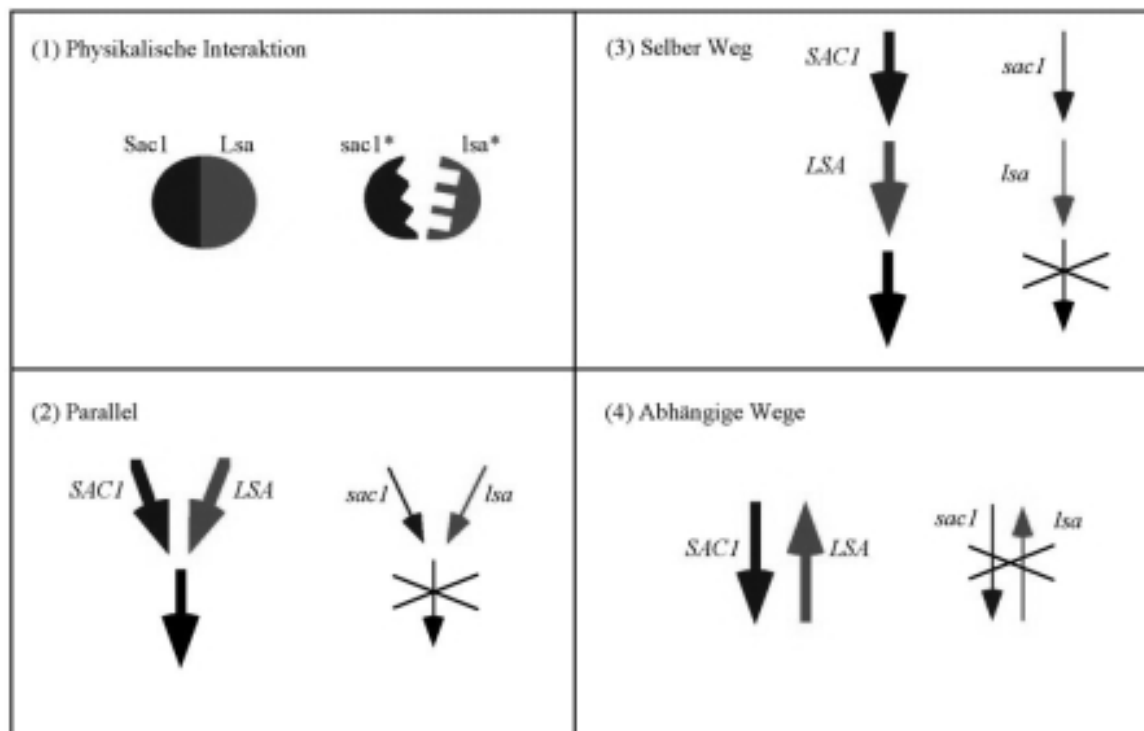 (1) Physikalische Interaktion
Sac1 Lsa sac1* lsa*
(2) Parallel
SAC1 LSA sac1 lsa
(3) Selber Weg
SAC1 sac1
LSA lsa
(4) Abhängige Wege
SAC1 LSA sac1 lsa